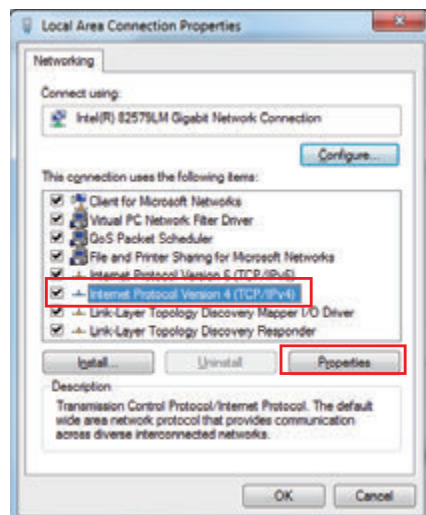 Local Area Connection Properties
Networking
Connect using:
Intel(R) 82579LM Gigabit Network Connection
Configure...
This connection uses the following items:
Client for Microsoft Networks
Virtual PC Network Filter Driver
QoS Packet Scheduler
File and Printer Sharing for Microsoft Networks
Internet Protocol Version 6 (TCP/IPv6)
Internet Protocol Version 4 (TCP/IPv4)
Link-Layer Topology Discovery Mapper I/O Driver
Link-Layer Topology Discovery Responder
Install...
Uninstall
Properties
Description
Transmission Control Protocol/Internet Protocol. The default
wide area network protocol that provides communication
across diverse interconnected networks.
OK
Cancel